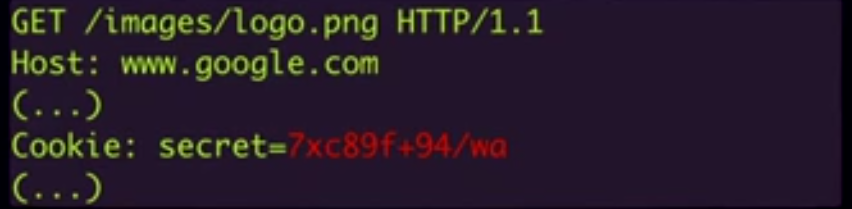 GET /images/logo.png HTTP/1.1
Host: www.google.com
(...)
Cookie: secret=7xc89f+94/wa
(...)